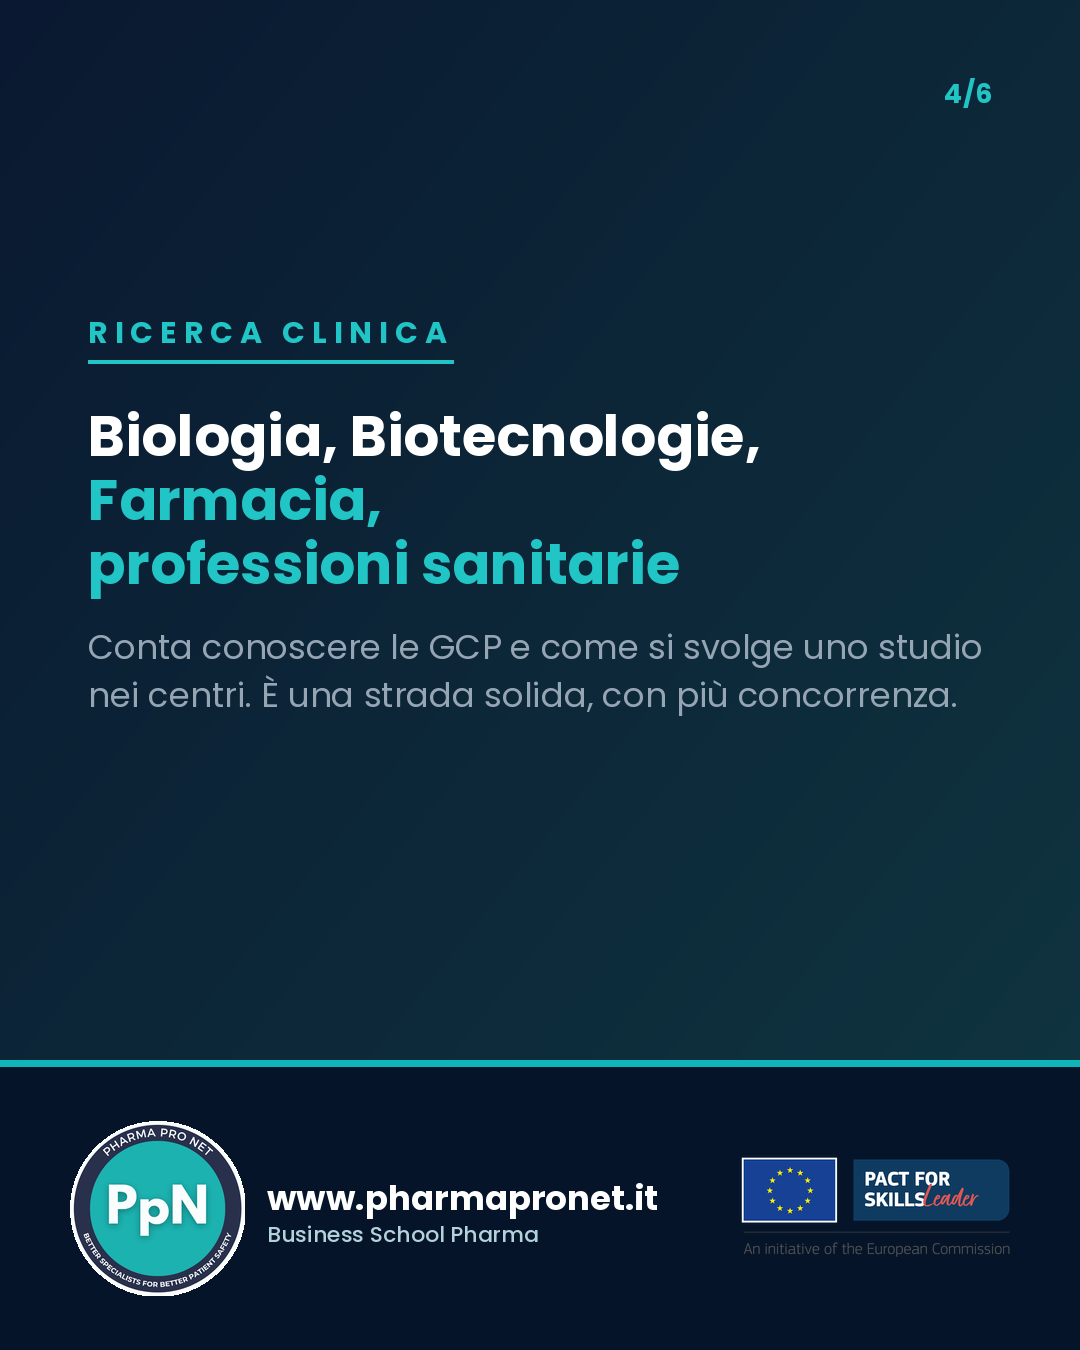 4/6
RICERCA CLINICA
Biologia, Biotecnologie,
Farmacia,
professioni sanitarie
Conta conoscere le GCP e come si svolge uno studio
nei centri. È una strada solida, con più concorrenza.
PHARMA PRO NET
PpN
BETTER SPECIALISTS FOR BETTER PATIENT SAFETY
www.pharmapronet.it
Business School Pharma
PACT FOR
SKILLS Leader
An initiative of the European Commission